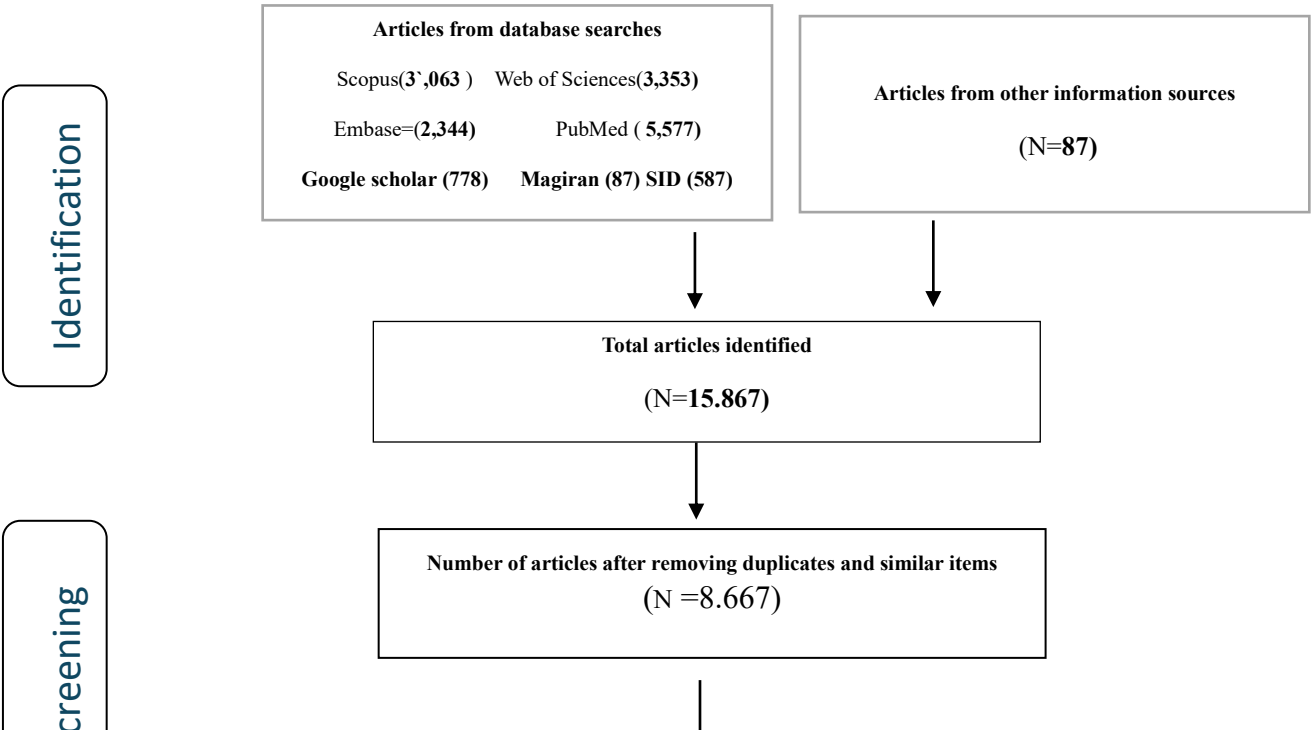 Articles from database searches
Scopus(3`,063 ) Web of Sciences(3,353)
Embase=(2,344) PubMed ( 5,577)
Google scholar (778) Magiran (87) SID (587)
Articles from other information sources
(N=87)
Identification
Total articles identified
(N=15.867)
Number of articles after removing duplicates and similar items
(N =8.667)
creening